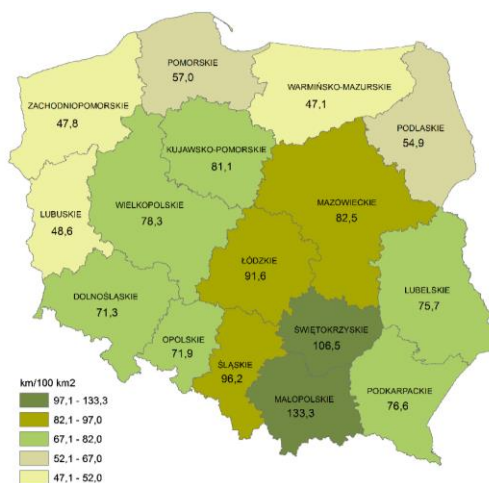 POMORSKIE
57,0
WARMIŃSKO-MAZURSKIE
47,1
ZACHODNIOPOMORSKIE
47,8
PODLASKIE
54,9
KUJAWSKO-POMORSKIE
81,1
MAZOWIECKIE
82,5
WIELKOPOLSKIE
78,3
LUBUSKIE
48,6
ŁÓDZKIE
91,6
LUBELSKIE
75,7
DOLNOŚLĄSKIE
71,3
ŚWIĘTOKRZYSKIE
106,5
OPOLSKIE
71,9
ŚLĄSKIE
96,2
PODKARPACKIE
76,6
MAŁOPOLSKIE
133,3
km/100 km2
97,1 - 133,3
82,1 - 97,0
67,1 - 82,0
52,1 - 67,0
47,1 - 52,0